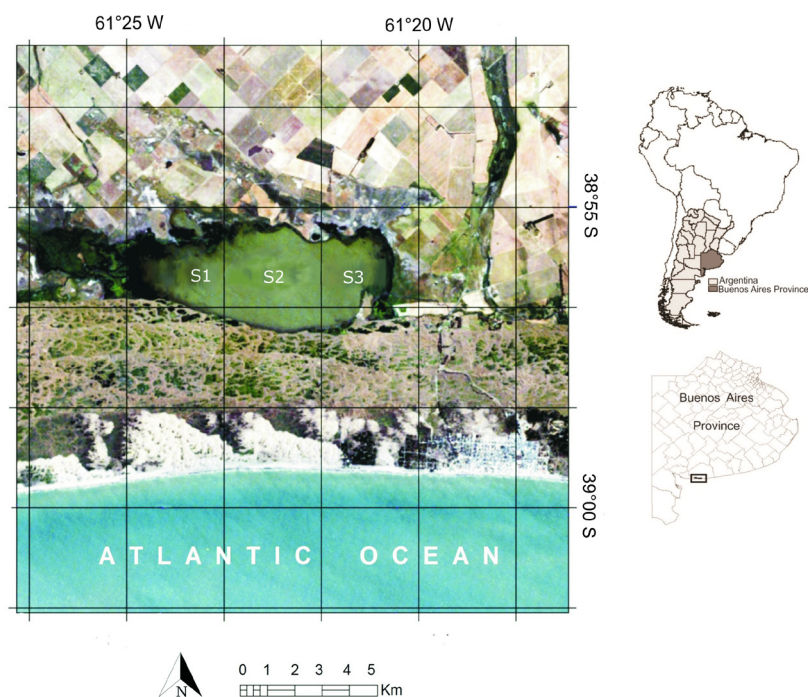 61°25 W
61°20 W
38°55 S
S1
S2
S3
39°00 S
ATLANTIC OCEAN
N
0 1 2 3 4 5
Km
Argentina
Buenos Aires Province
Buenos Aires
Province